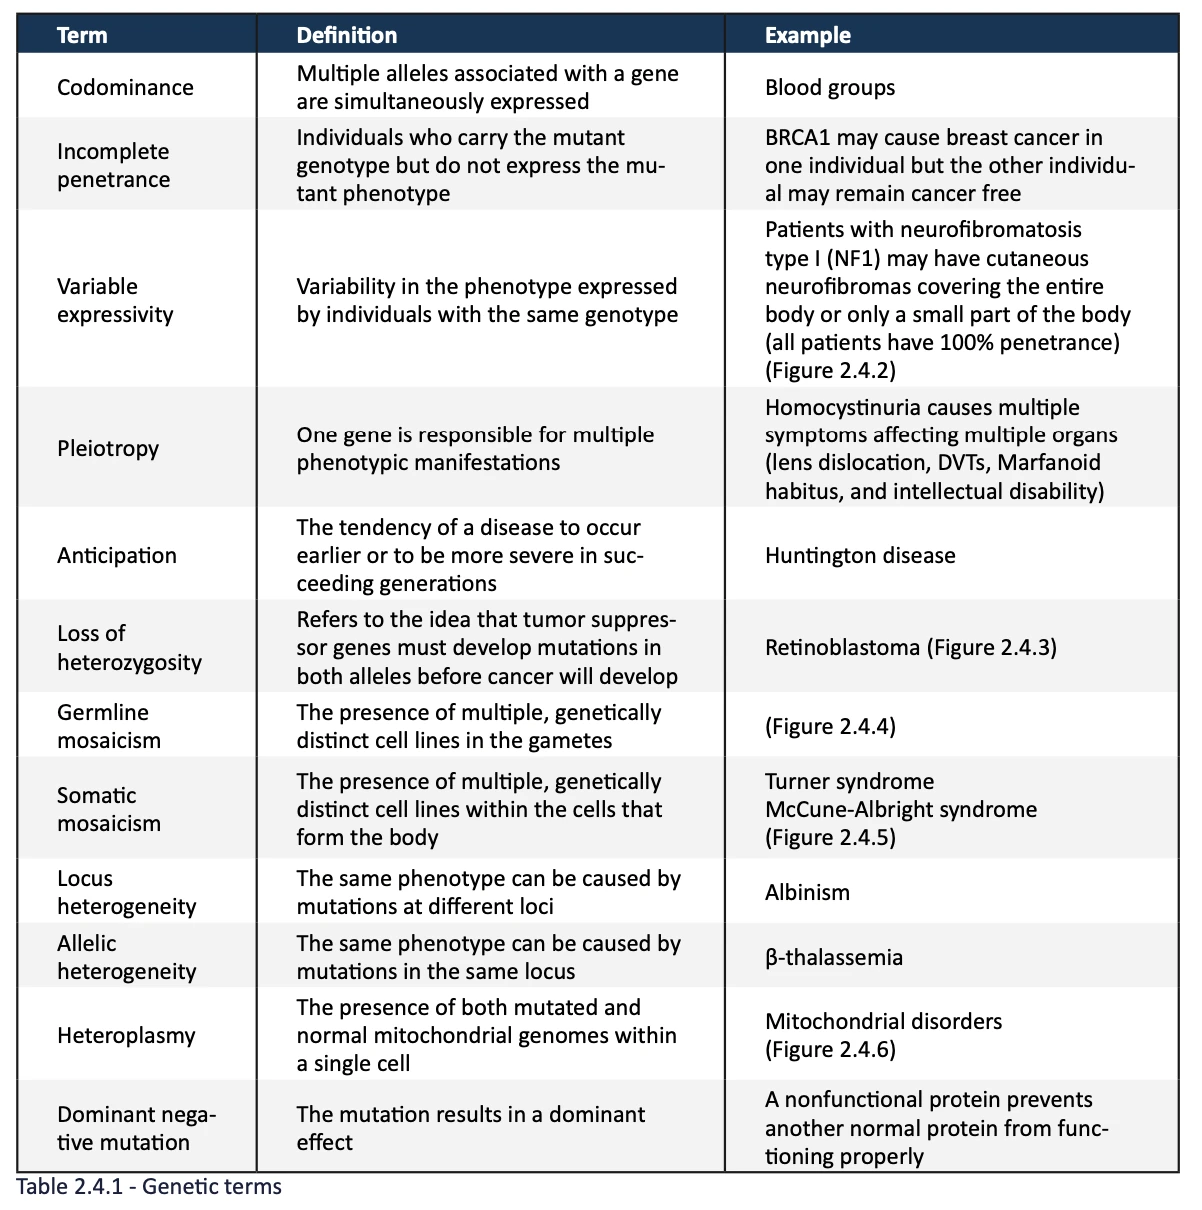 Term Definition Example
Codominance
Multiple alleles associated with a gene
are simultaneously expressed
Blood groups
Incomplete
penetrance
Individuals who carry the mutant
genotype but do not express the mu-
tant phenotype
BRCA1 may cause breast cancer in
one individual but the other individu-
al may remain cancer free
Variable
expressivity
Variability in the phenotype expressed
by individuals with the same genotype
Patients with neurofibromatosis
type I (NF1) may have cutaneous
neurofibromas covering the entire
body or only a small part of the body
(all patients have 100% penetrance)
(Figure 2.4.2)
Pleiotropy
One gene is responsible for multiple
phenotypic manifestations
Homocystinuria causes multiple
symptoms affecting multiple organs
(lens dislocation, DVTs, Marfanoid
habitus, and intellectual disability)
Anticipation
The tendency of a disease to occur
earlier or to be more severe in suc-
ceeding generations
Huntington disease
Loss of
heterozygosity
Refers to the idea that tumor suppres-
sor genes must develop mutations in
both alleles before cancer will develop
Retinoblastoma (Figure 2.4.3)
Germline
mosaicism
The presence of multiple, genetically
distinct cell lines in the gametes
(Figure 2.4.4)
Somatic
mosaicism
The presence of multiple, genetically
distinct cell lines within the cells that
form the body
Turner syndrome
McCune-Albright syndrome
(Figure 2.4.5)
Locus
heterogeneity
The same phenotype can be caused by
mutations at different loci
Albinism
Allelic
heterogeneity
The same phenotype can be caused by
mutations in the same locus
β-thalassemia
Heteroplasmy
The presence of both mutated and
normal mitochondrial genomes within
a single cell
Mitochondrial disorders
(Figure 2.4.6)
Dominant nega-
tive mutation
The mutation results in a dominant
effect
A nonfunctional protein prevents
another normal protein from func-
tioning properly
Table 2.4.1 - Genetic terms